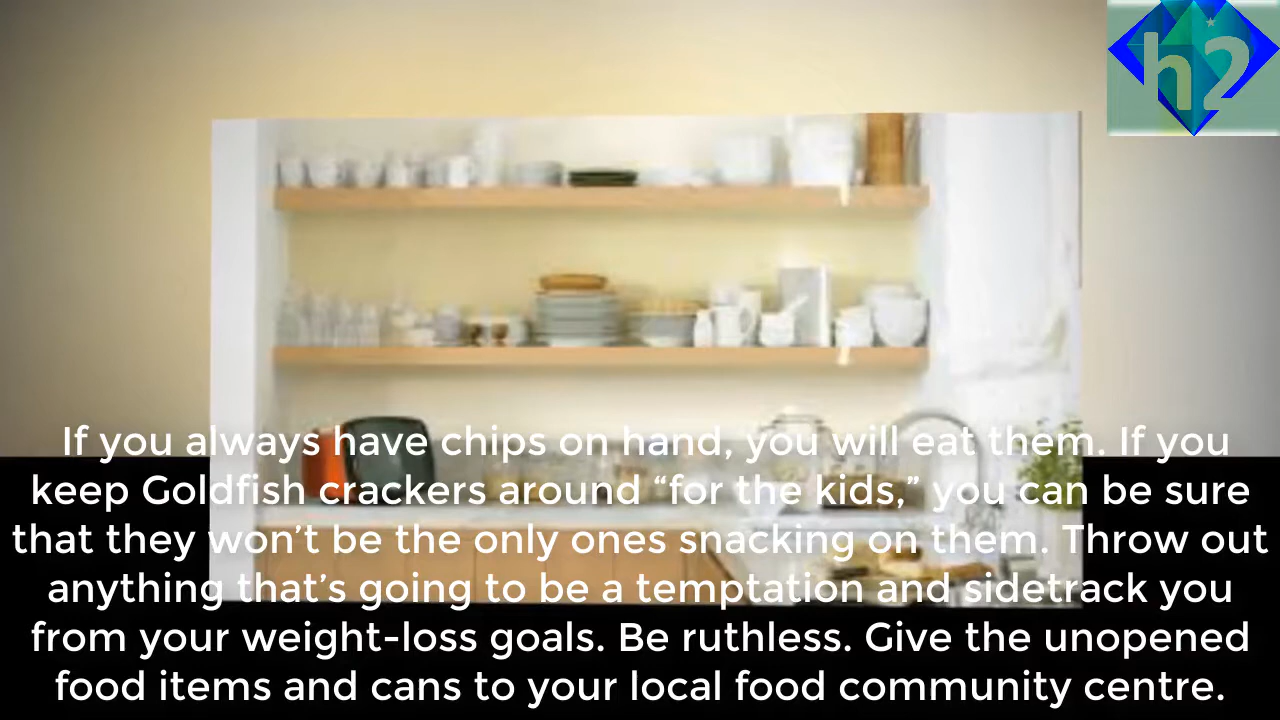 h2
If you always have chips on hand, you will eat them. If you
keep Goldfish crackers around “for the kids,” you can be sure
that they won’t be the only ones snacking on them. Throw out
anything that’s going to be a temptation and sidetrack you
from your weight-loss goals. Be ruthless. Give the unopened
food items and cans to your local food community centre.